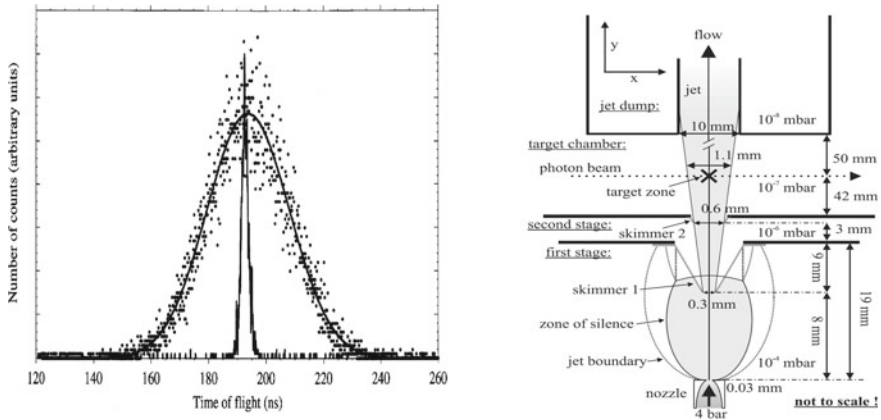 Number of counts (arbitrary units)
120 140 160 180 200 220 240 260
Time of flight (ns)
y
x
flow
jet
jet dump:
10⁻⁸ mbar
10 mm
target chamber:
1.1 mm
50 mm
photon beam
target zone
10⁻⁷ mbar
42 mm
0.6 mm
second stage:
skimmer 2
10⁻⁶ mbar
3 mm
first stage:
9 mm
skimmer 1
0.3 mm
zone of silence
8 mm
19 mm
jet boundary
10⁻⁴ mbar
0.03 mm
nozzle
4 bar
not to scale !